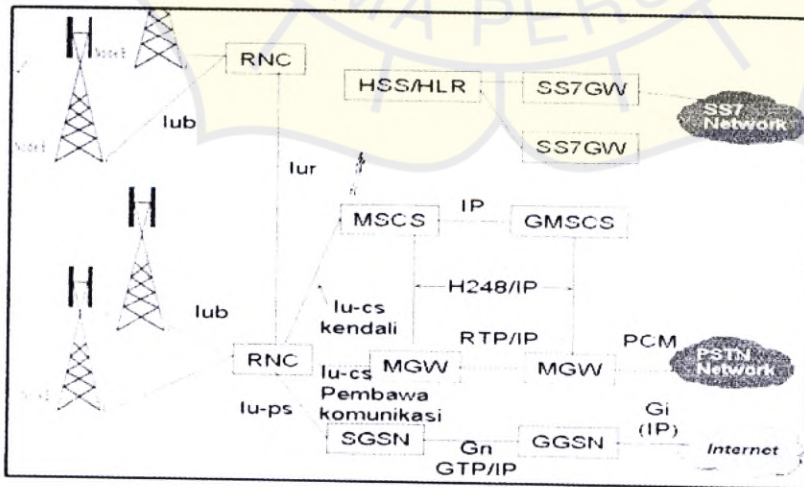 Node B
RNC
HSS/HLR
SS7GW
SS7
Network
Iub
SS7GW
Iur
MSCS
IP
GMSCS
H248/IP
Iub
Iu-cs
kendali
RNC
MGW
RTP/IP
MGW
PCM
PSTN
Network
Iu-cs
Pembawa
komunikasi
Iu-ps
SGSN
Gn
GTP/IP
GGSN
Gi
(IP)
Internet